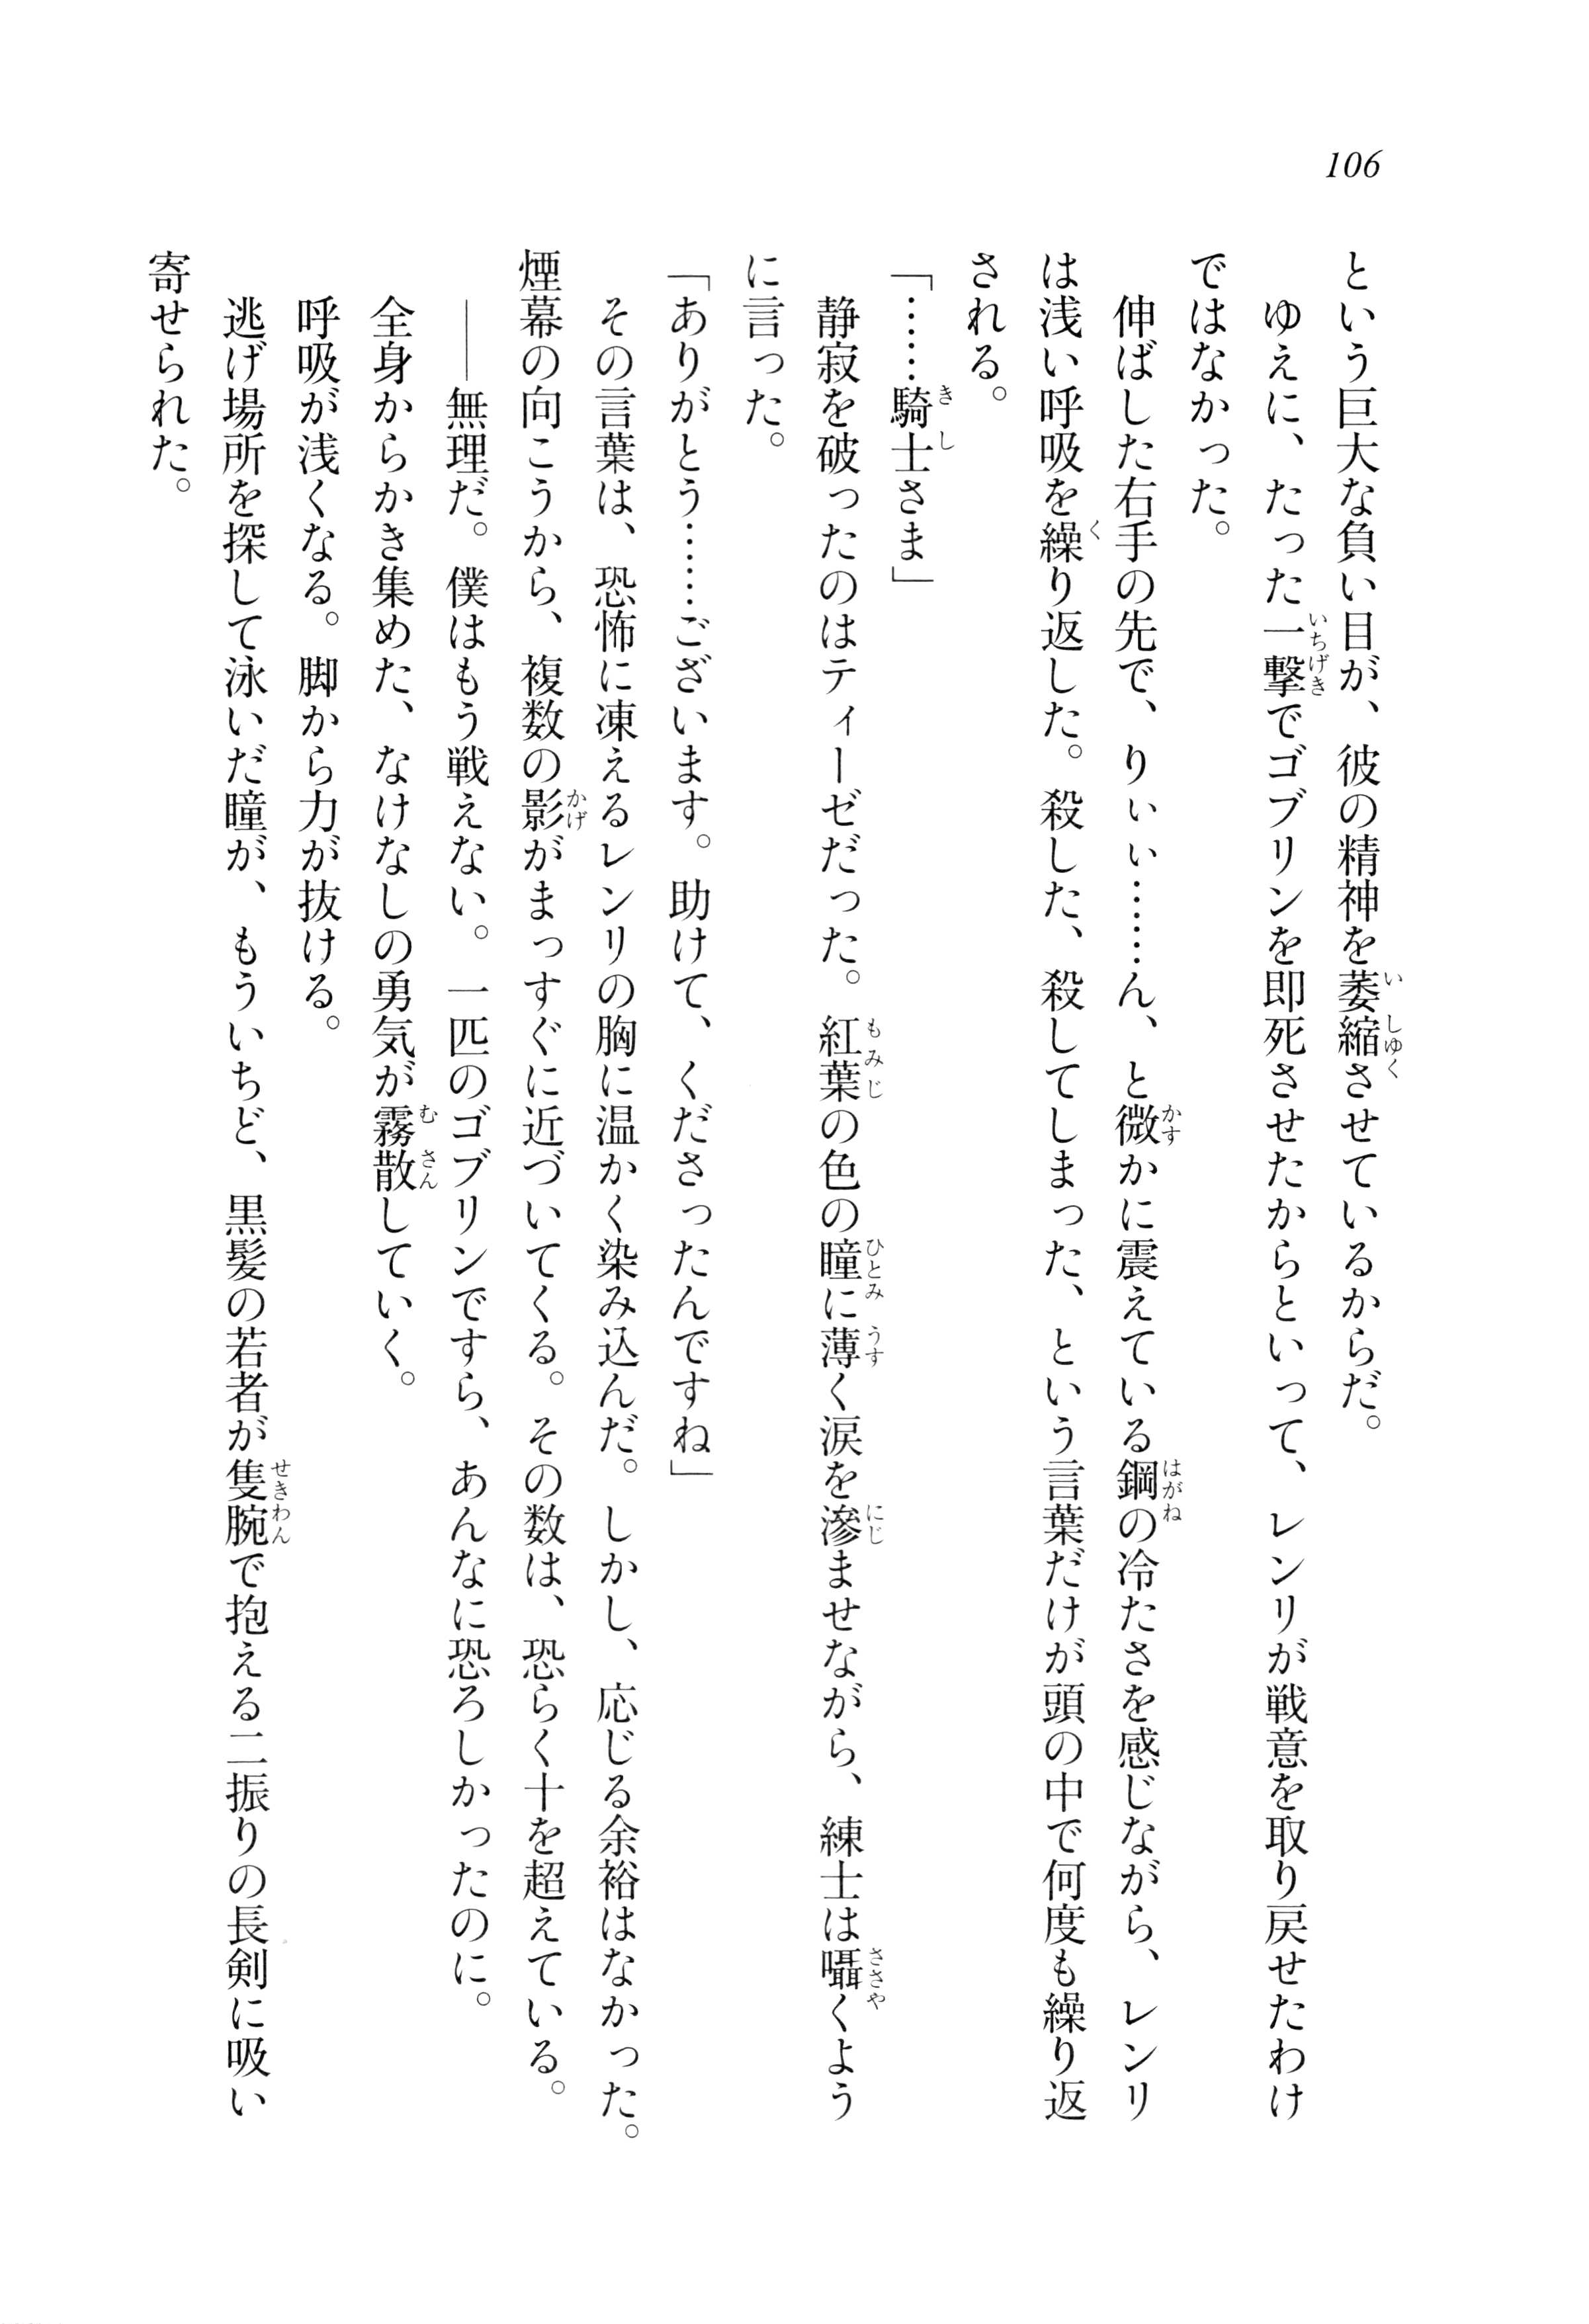 106
という巨大な負い目が、彼の精神を萎縮させているからだ。
ゆえに、たった一撃でゴブリンを即死させたからといって、レンリが戦意を取り戻せたわけ
ではなかった。
伸ばした右手の先で、りぃぃ……ん、と微かに震えている鋼の冷たさを感じながら、レンリ
は浅い呼吸を繰り返した。殺した、殺してしまった、という言葉だけが頭の中で何度も繰り返
される。
「……騎士さま」
静寂を破ったのはティーゼだった。紅葉の色の瞳に薄く涙を滲ませながら、練士は囁くよう
に言った。
「ありがとう……ございます。助けて、くださったんですね」
その言葉は、恐怖に凍えるレンリの胸に温かく染み込んだ。しかし、応じる余裕はなかった。
煙幕の向こうから、複数の影がまっすぐに近づいてくる。その数は、恐らく十を超えている。
――無理だ。僕はもう戦えない。一匹のゴブリンですら、あんなに恐ろしかったのに。
全身からかき集めた、なけなしの勇気が霧散していく。
呼吸が浅くなる。脚から力が抜ける。
逃げ場所を探して泳いだ瞳が、もういちど、黒髪の若者が隻腕で抱える二振りの長剣に吸い
寄せられた。